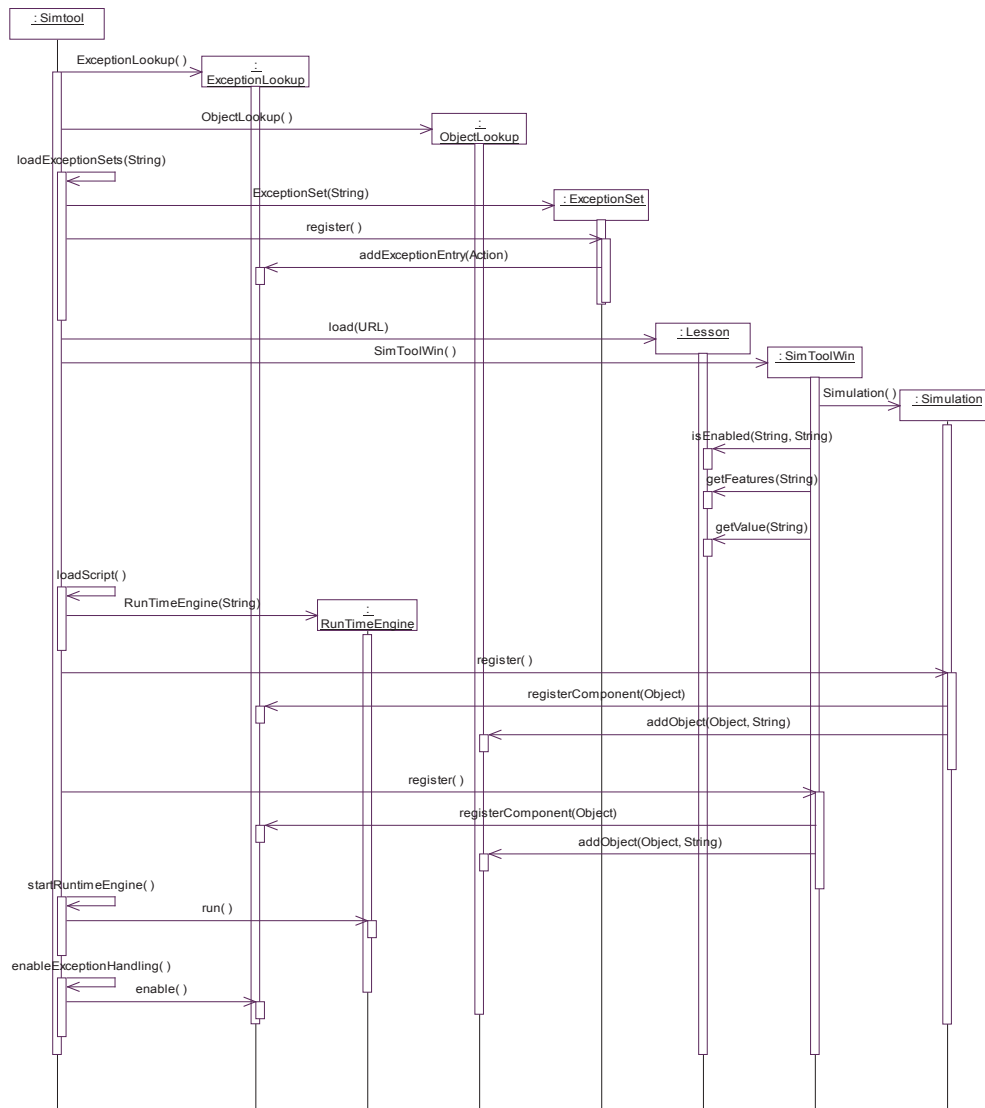 : Simtool
ExceptionLookup( )
:
ExceptionLookup
ObjectLookup( )
:
ObjectLookup
loadExceptionSets(String)
ExceptionSet(String)
: ExceptionSet
register( )
addExceptionEntry(Action)
load(URL)
: Lesson
SimToolWin( )
: SimToolWin
Simulation( )
: Simulation
isEnabled(String, String)
getFeatures(String)
getValue(String)
loadScript( )
RunTimeEngine(String)
:
RunTimeEngine
register( )
registerComponent(Object)
addObject(Object, String)
register( )
registerComponent(Object)
addObject(Object, String)
startRuntimeEngine( )
run( )
enableExceptionHandling( )
enable( )